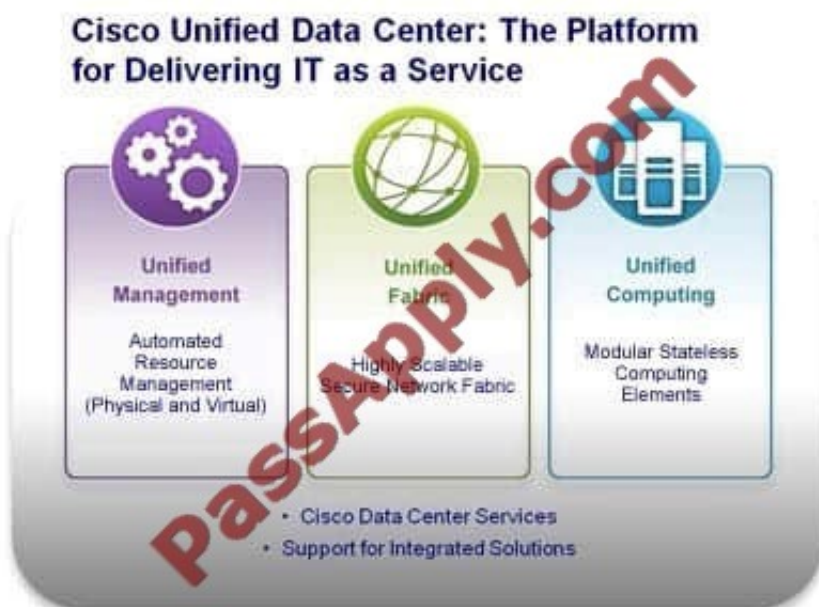 Cisco Unified Data Center: The Platform
for Delivering IT as a Service
Unified
Management
Automated
Resource
Management
(Physical and Virtual)
Unified
Fabric
Highly Scalable
Secure Network Fabric
Unified
Computing
Modular Stateless
Computing
Elements
• Cisco Data Center Services
• Support for Integrated Solutions
PassApply.com